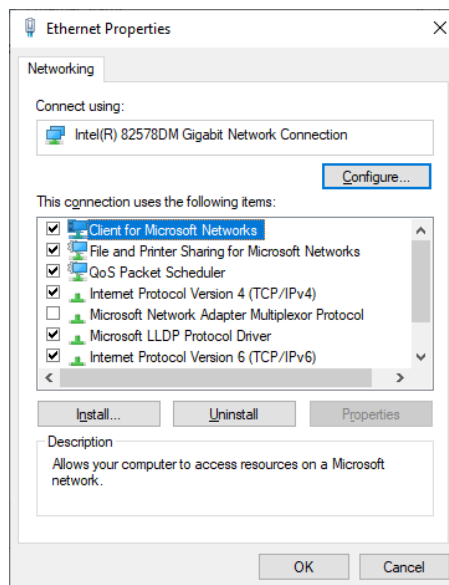 Ethernet Properties
Networking
Connect using:
Intel(R) 82578DM Gigabit Network Connection
Configure...
This connection uses the following items:
Client for Microsoft Networks
File and Printer Sharing for Microsoft Networks
QoS Packet Scheduler
Internet Protocol Version 4 (TCP/IPv4)
Microsoft Network Adapter Multiplexor Protocol
Microsoft LLDP Protocol Driver
Internet Protocol Version 6 (TCP/IPv6)
Install... Uninstall Properties
Description
Allows your computer to access resources on a Microsoft
network.
OK Cancel